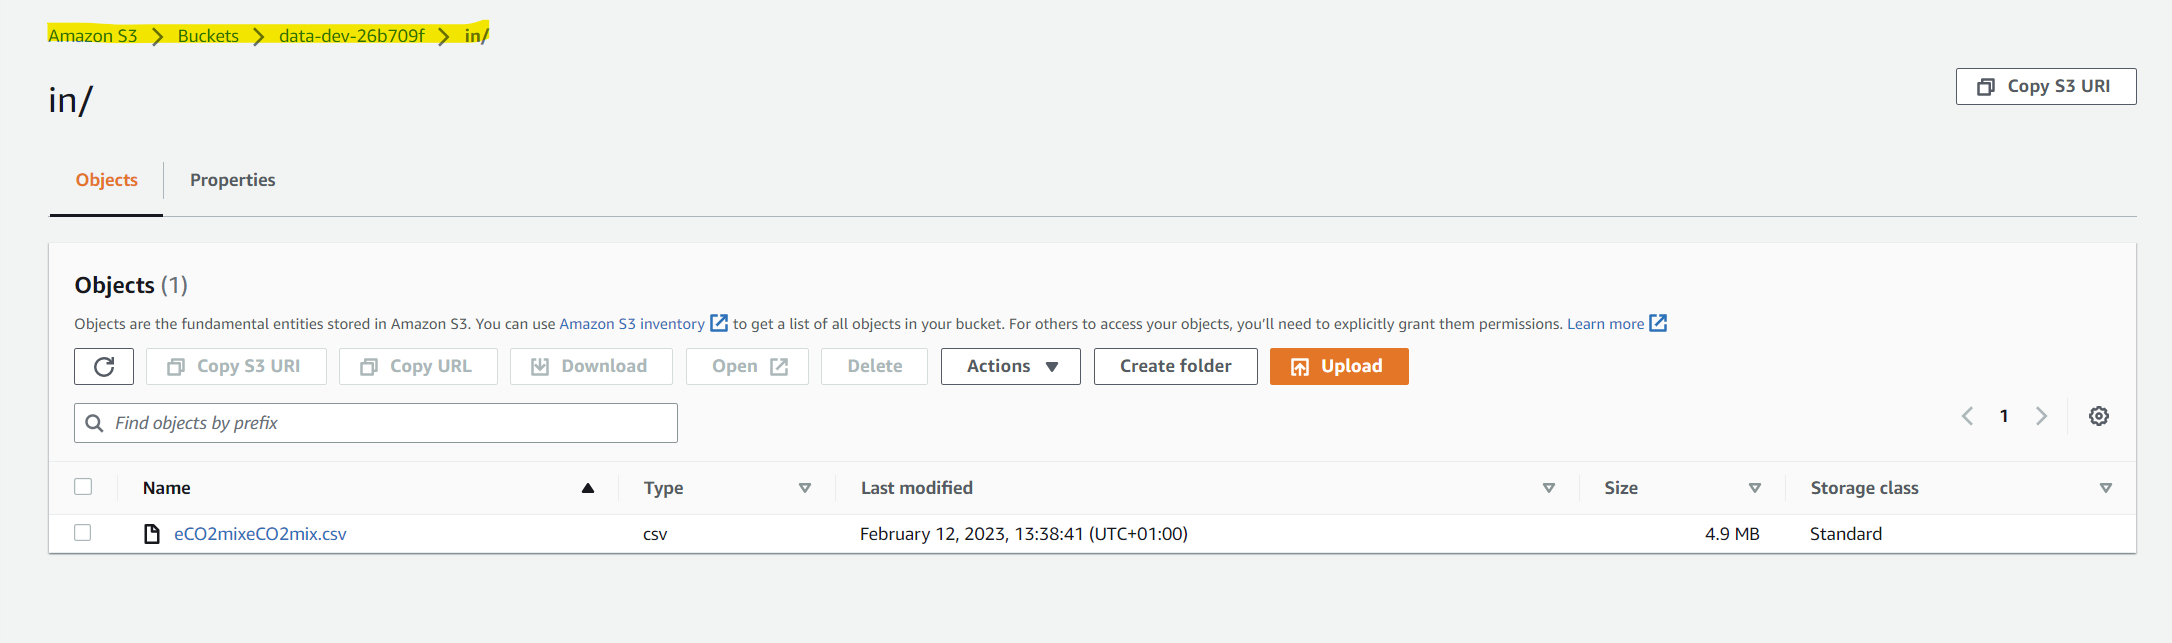 Amazon S3 > Buckets > data-dev-26b709f > in/
in/
Copy S3 URI
Objects Properties
Objects (1)
Objects are the fundamental entities stored in Amazon S3. You can use Amazon S3 inventory to get a list of all objects in your bucket. For others to access your objects, you'll need to explicitly grant them permissions. Learn more
Copy S3 URI Copy URL Download Open Delete Actions Create folder Upload
Find objects by prefix
1
Name Type Last modified Size Storage class
eCO2mixeCO2mix.csv csv February 12, 2023, 13:38:41 (UTC+01:00) 4.9 MB Standard